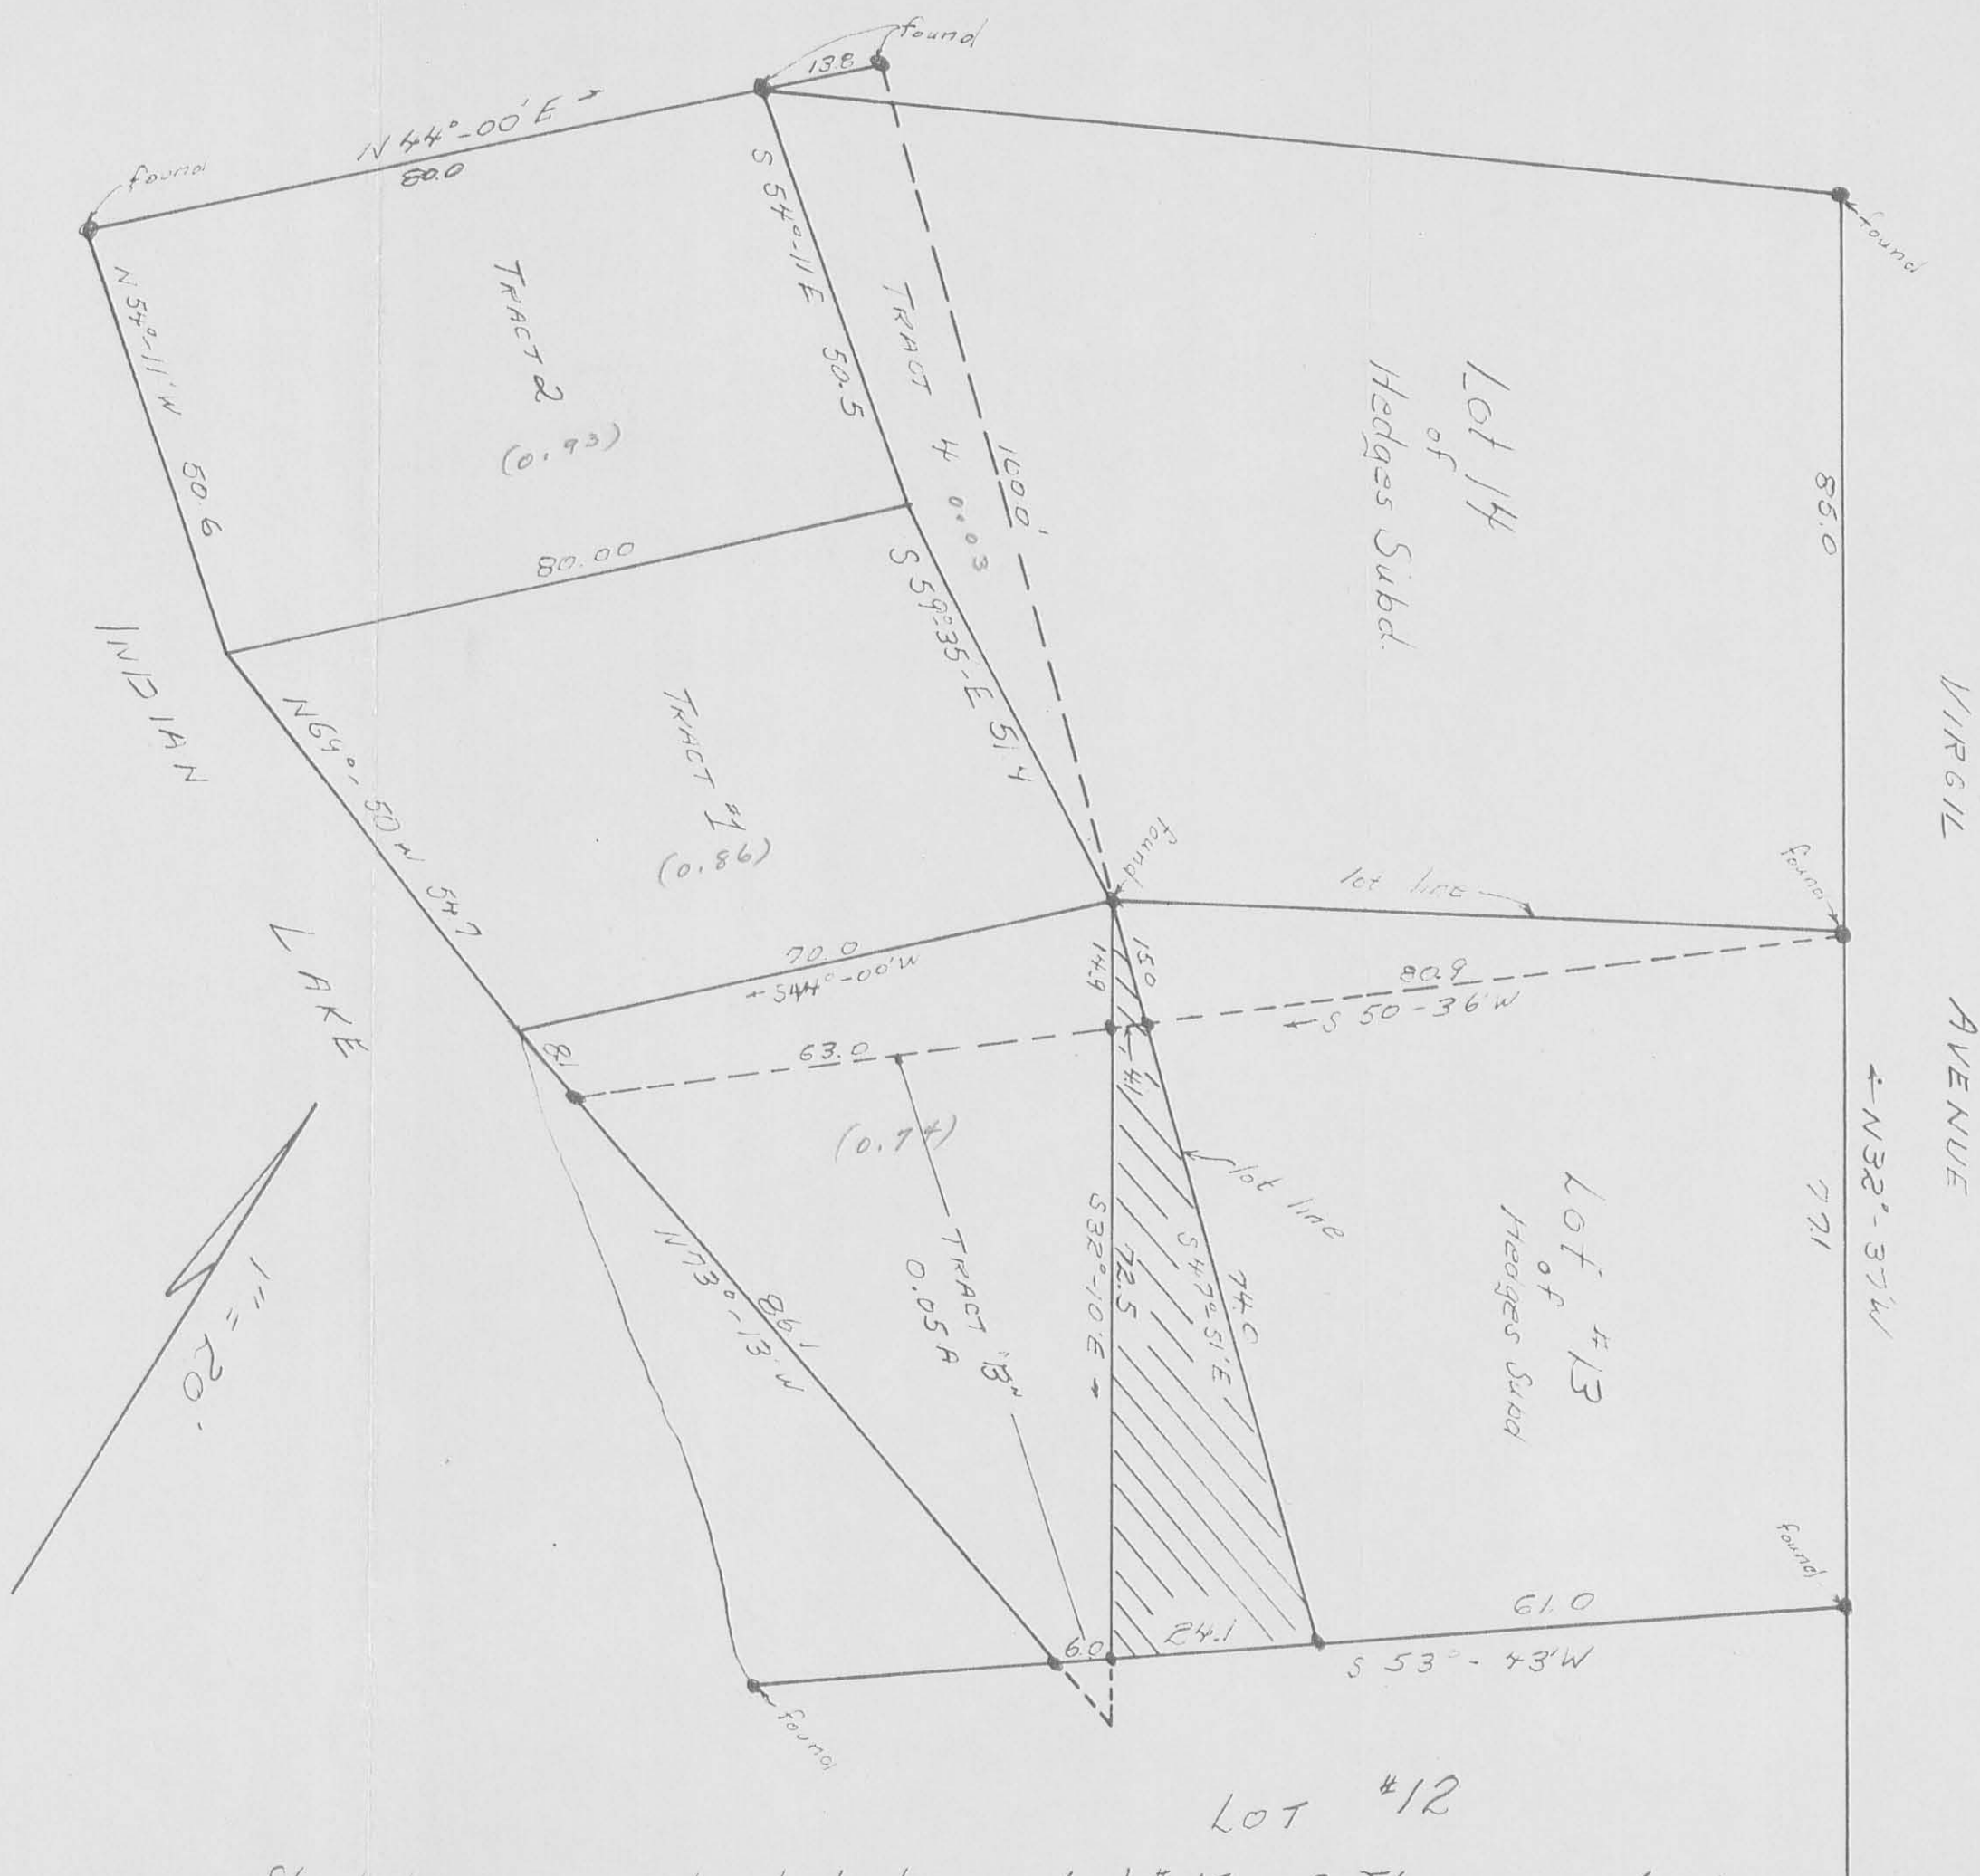 found
13.8
N 44°-00' E
80.0
found
found
S 54°-11 E 50.5
TRACT 2
(0.93)
N 54°-11' W 50.6
TRACT 4 0.03
100.0'
Lot 14
of
Hedges Subd.
85.0
80.00
S 59°-35'-E 51.4
INDIAN
LAKE
TRACT #1
(0.86)
N 69°-50 W 54.7
found
lot line
found
VIRGIL AVENUE
70.0
S 44°-00' W
14.9
15.0
80.9
S 50-36' W
8.1
63.0
4.1
(0.74)
lot line
N 32°-37' W
77.1
Lot #13
of
Hedges Subd
TRACT "B"
0.05 A
S 32°-10' E
72.5
S 47°-51' E
74.0
N 73°-13' W
86.1
1" = 20'
found
6.0
24.1
61.0
S 53°-43' W
found
LOT #12